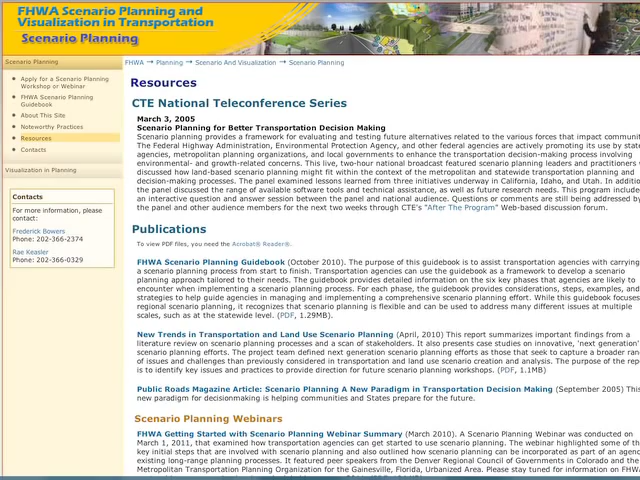 FHWA Scenario Planning and
Visualization in Transportation
Scenario Planning
Scenario Planning
Apply for a Scenario Planning
Workshop or Webinar
FHWA Scenario Planning
Guidebook
About This Site
Noteworthy Practices
Resources
Contacts
Visualization in Planning
Contacts
For more information, please
contact:
Frederick Bowers
Phone: 202-366-2374
Rae Keasler
Phone: 202-366-0329
FHWA → Planning → Scenario And Visualization → Scenario Planning
Resources
CTE National Teleconference Series
March 3, 2005
Scenario Planning for Better Transportation Decision Making
Scenario planning provides a framework for evaluating and testing future alternatives related to the various forces that impact
The Federal Highway Administration, Environmental Protection Agency, and other federal agencies are actively promoting its use by
agencies, metropolitan planning organizations, and local governments to enhance the transportation decision-making process involving
environmental- and growth-related concerns. This live, two-hour national broadcast featured scenario planning leaders and practitioners
discussed how land-based scenario planning might fit within the context of the metropolitan and statewide transportation planning and
decision-making processes. The panel examined lessons learned from three initiatives underway in California, Idaho, and Utah. In
the panel discussed the range of available software tools and technical assistance, as well as future research needs. This program
an interactive question and answer session between the panel and national audience. Questions or comments are still being addressed by
the panel and other audience members for the next two weeks through CTE's "After The Program" Web-based discussion forum.
Publications
To view PDF files, you need the Acrobat® Reader®.
FHWA Scenario Planning Guidebook (October 2010). The purpose of this guidebook is to assist transportation agencies with carrying
a scenario planning process from start to finish. Transportation agencies can use the guidebook as a framework to develop a scenario
planning approach tailored to their needs. The guidebook provides detailed information on the six key phases that agencies are likely to
encounter when implementing a scenario planning process. For each phase, the guidebook provides considerations, steps, examples, and
strategies to help guide agencies in managing and implementing a comprehensive scenario planning effort. While this guidebook focuses
regional scenario planning, it recognizes that scenario planning is flexible and can be used to address many different issues at multiple
scales, such as at the statewide level. (PDF, 1.29MB).
New Trends in Transportation and Land Use Scenario Planning (April, 2010) This report summarizes important findings from a
literature review on scenario planning processes and a scan of stakeholders. It also presents case studies on innovative, 'next generation'
scenario planning efforts. The project team defined next generation scenario planning efforts as those that seek to capture a broader
of issues and challenges than previously considered in transportation and land use scenario creation and analysis. The purpose of the
is to identify key issues and practices to provide direction for future scenario planning workshops. (PDF, 1.1MB)
Public Roads Magazine Article: Scenario Planning A New Paradigm in Transportation Decision Making (September 2005)
new paradigm for decisionmaking is helping communities and States prepare for the future.
Scenario Planning Webinars
FHWA Getting Started with Scenario Planning Webinar Summary (March 2010). A Scenario Planning Webinar was conducted on
March 1, 2011, that examined how transportation agencies can get started to use scenario planning. The webinar highlighted some of
key initial steps that are involved with scenario planning and also outlined how scenario planning can be incorporated as part of an
existing long-range planning processes. It featured peer speakers from the Denver Regional Council of Governments in Colorado and the
Metropolitan Transportation Planning Organization for the Gainesville, Florida, Urbanized Area. Please stay tuned for information on